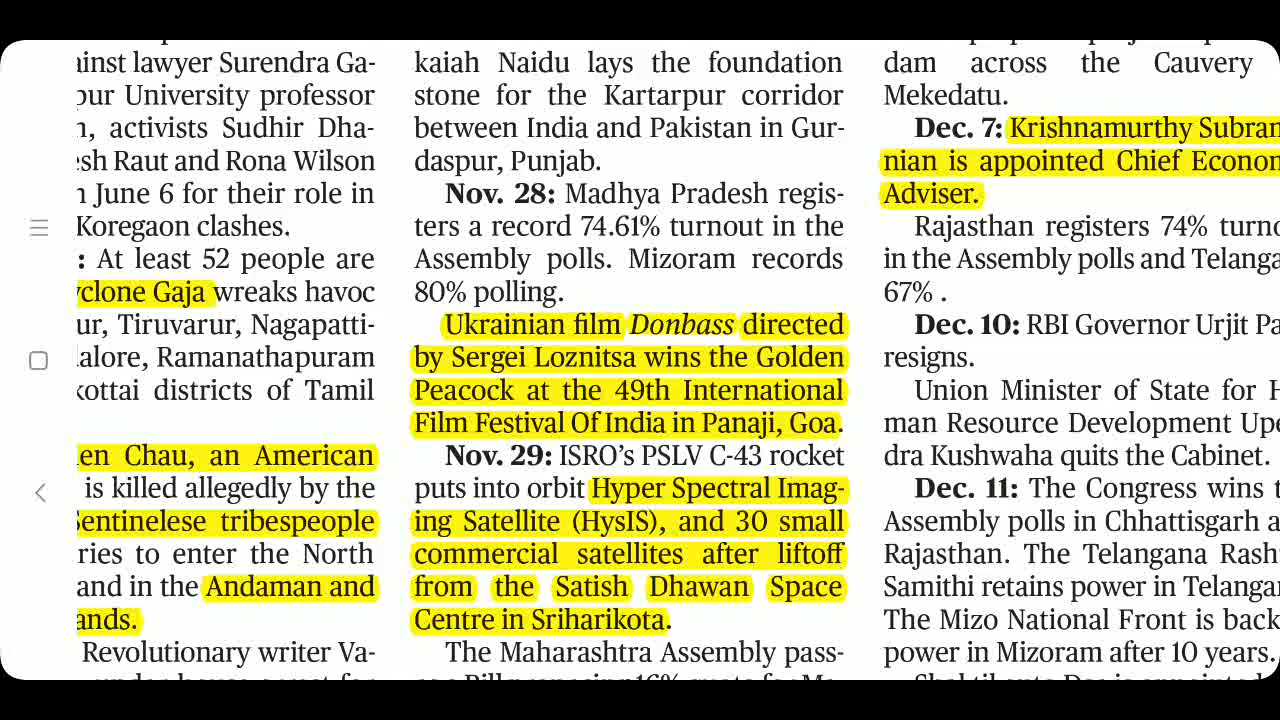 ainst lawyer Surendra Ga-
pur University professor
n, activists Sudhir Dha-
esh Raut and Rona Wilson
n June 6 for their role in
Koregaon clashes.
: At least 52 people are
yclone Gaja wreaks havoc
ur, Tiruvarur, Nagapatti-
lalore, Ramanathapuram
kottai districts of Tamil
en Chau, an American
is killed allegedly by the
Sentinelese tribespeople
ries to enter the North
and in the Andaman and
ands.
Revolutionary writer Va-
kaiah Naidu lays the foundation
stone for the Kartarpur corridor
between India and Pakistan in Gur-
daspur, Punjab.
Nov. 28: Madhya Pradesh regis-
ters a record 74.61% turnout in the
Assembly polls. Mizoram records
80% polling.
Ukrainian film Donbass directed
by Sergei Loznitsa wins the Golden
Peacock at the 49th International
Film Festival Of India in Panaji, Goa.
Nov. 29: ISRO's PSLV C-43 rocket
puts into orbit Hyper Spectral Imag-
ing Satellite (HysIS), and 30 small
commercial satellites after liftoff
from the Satish Dhawan Space
Centre in Sriharikota.
The Maharashtra Assembly pass-
dam across the Cauvery
Mekedatu.
Dec. 7: Krishnamurthy Subran
nian is appointed Chief Econom
Adviser.
Rajasthan registers 74% turno
in the Assembly polls and Telanga
67% .
Dec. 10: RBI Governor Urjit Pa
resigns.
Union Minister of State for H
man Resource Development Upe
dra Kushwaha quits the Cabinet.
Dec. 11: The Congress wins t
Assembly polls in Chhattisgarh a
Rajasthan. The Telangana Rash
Samithi retains power in Telangan
The Mizo National Front is back
power in Mizoram after 10 years.